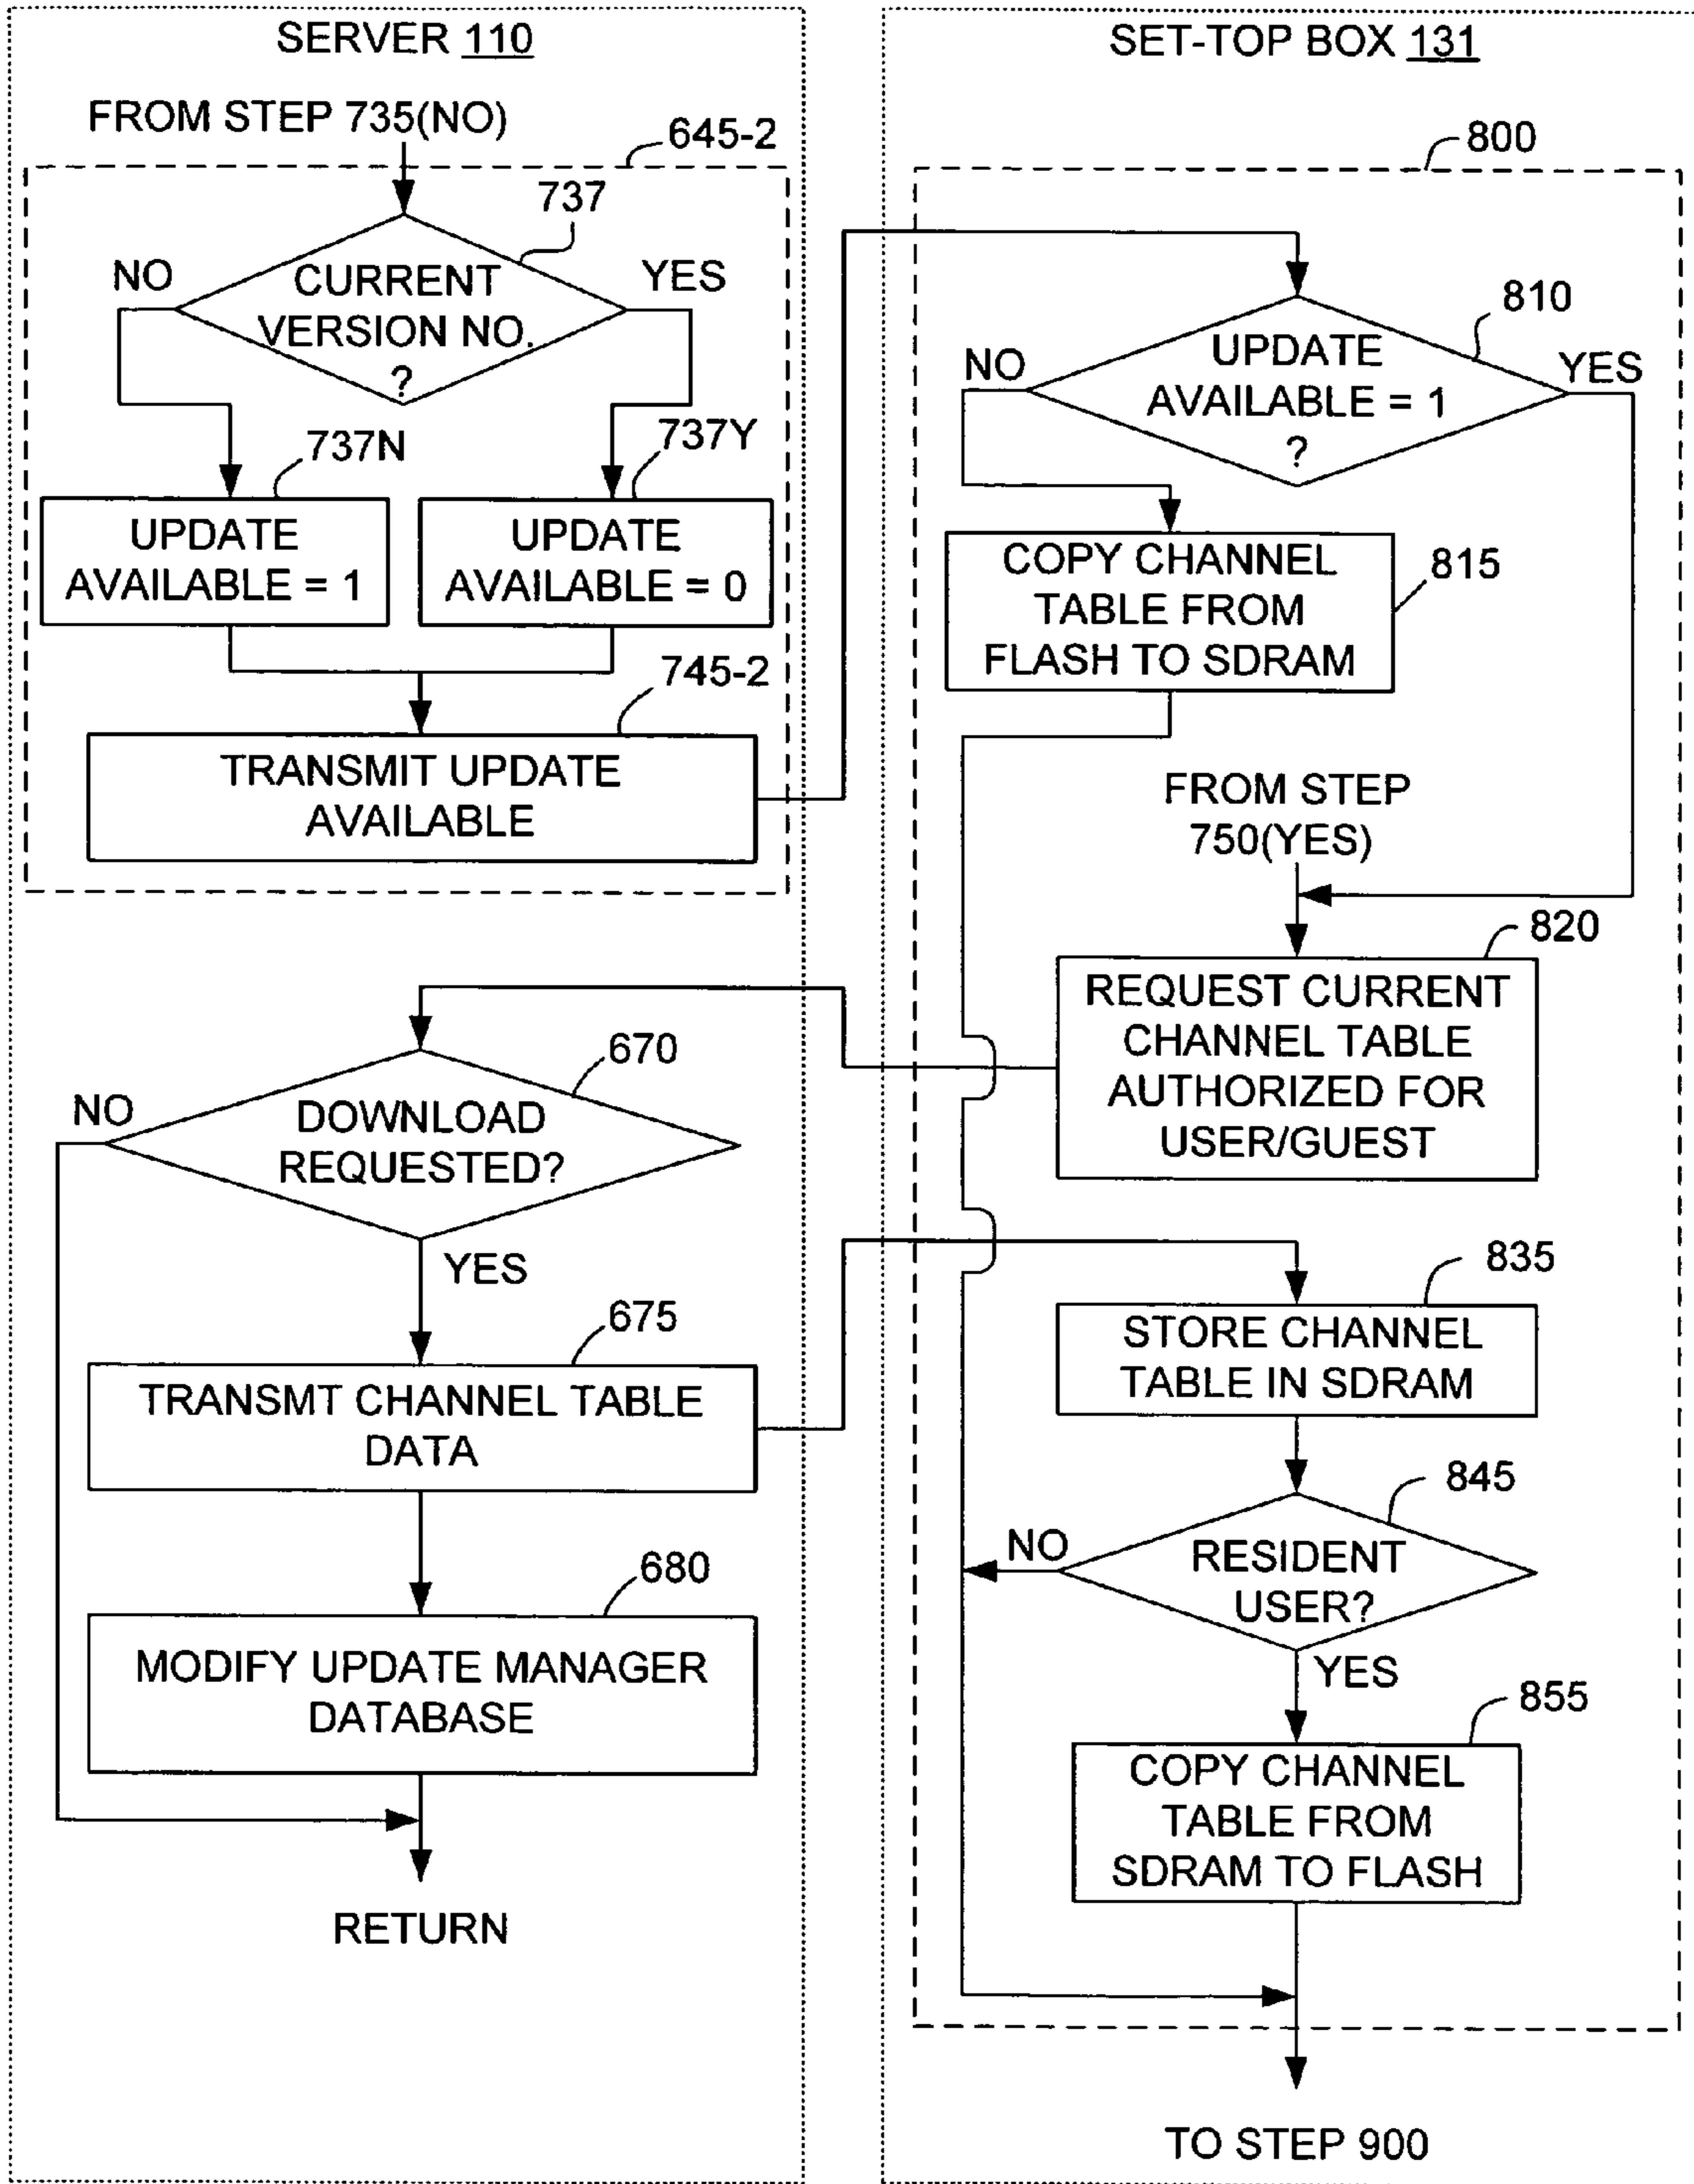 SERVER 110
FROM STEP 735(NO)
645-2
737
NO
CURRENT
VERSION NO.
?
YES
737N
737Y
UPDATE
AVAILABLE = 1
UPDATE
AVAILABLE = 0
745-2
TRANSMIT UPDATE
AVAILABLE
670
NO
DOWNLOAD
REQUESTED?
YES
675
TRANSMT CHANNEL TABLE
DATA
680
MODIFY UPDATE MANAGER
DATABASE
RETURN
SET-TOP BOX 131
800
810
NO
UPDATE
AVAILABLE = 1
?
YES
COPY CHANNEL
TABLE FROM
FLASH TO SDRAM
815
FROM STEP
750(YES)
820
REQUEST CURRENT
CHANNEL TABLE
AUTHORIZED FOR
USER/GUEST
835
STORE CHANNEL
TABLE IN SDRAM
845
NO
RESIDENT
USER?
YES
855
COPY CHANNEL
TABLE FROM
SDRAM TO FLASH
TO STEP 900